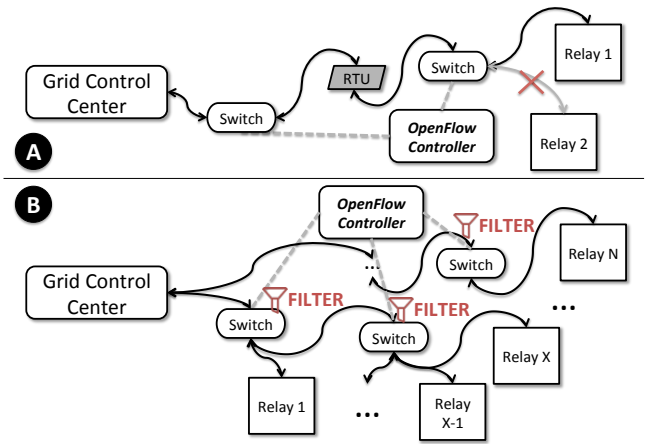 Relay 1
Switch
RTU
Grid Control
Center
Switch
OpenFlow
Controller
Relay 2
A
B
OpenFlow
Controller
FILTER
Relay N
Switch
...
Grid Control
Center
FILTER
FILTER
...
Switch
Switch
Relay X
Relay 1
...
Relay
X-1